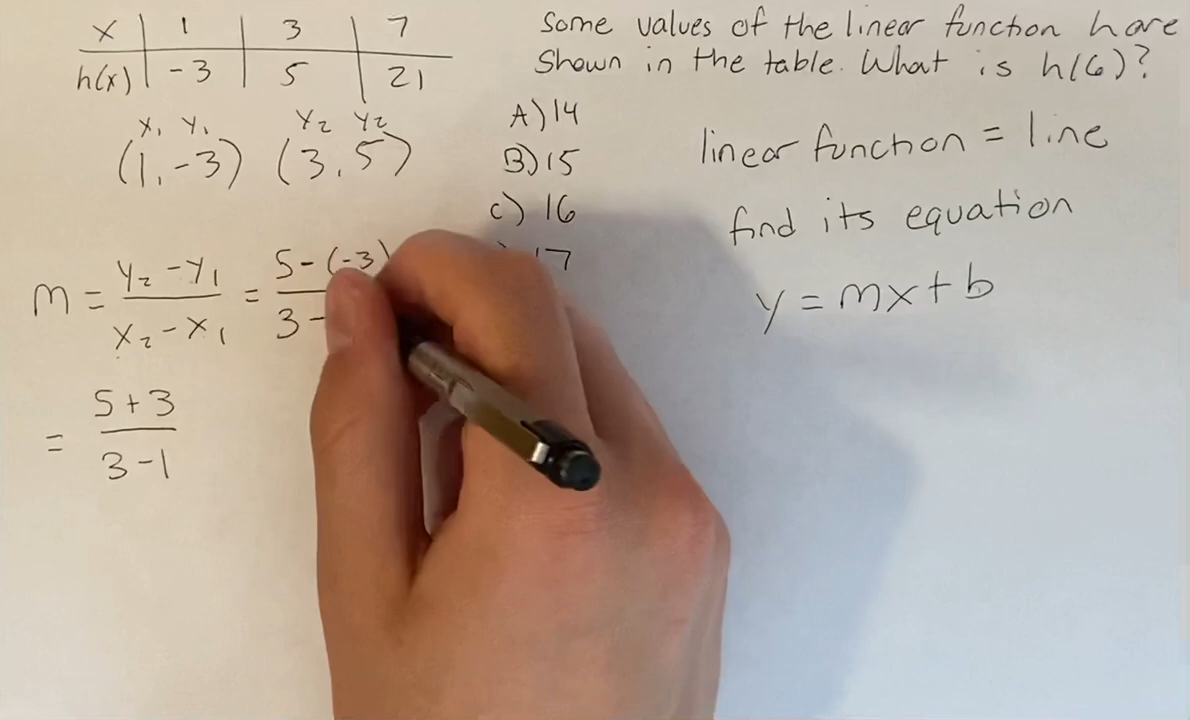 x 1 3 7
h(x) -3 5 21
Some values of the linear function h are
Shown in the table. What is h(6)?
x₁ y₁ y₂ y₂
(1,-3) (3,5)
A) 14
B) 15
C) 16
17
linear function = line
find its equation
y = mx + b
m = y₂ - y₁ / x₂ - x₁ = 5 - (-3) / 3 -
= 5 + 3 / 3 - 1